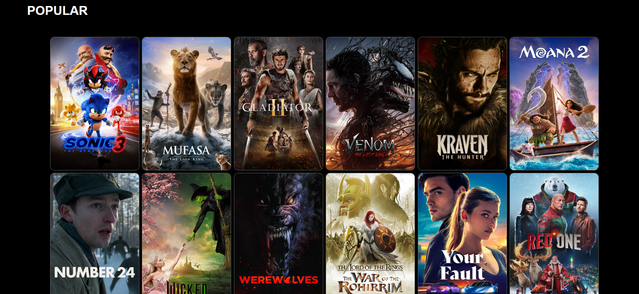 POPULAR
SONIC 3
MUFASA
THE LION KING
GLADIATOR
II
VENOM
THE LAST DANCE
KRAVEN
THE HUNTER
MOANA 2
NUMBER 24
WICKED
WEREWOLVES
THE LORD OF THE RINGS
THE WAR OF THE
ROHIRRIM
Your
Fault
RED ONE